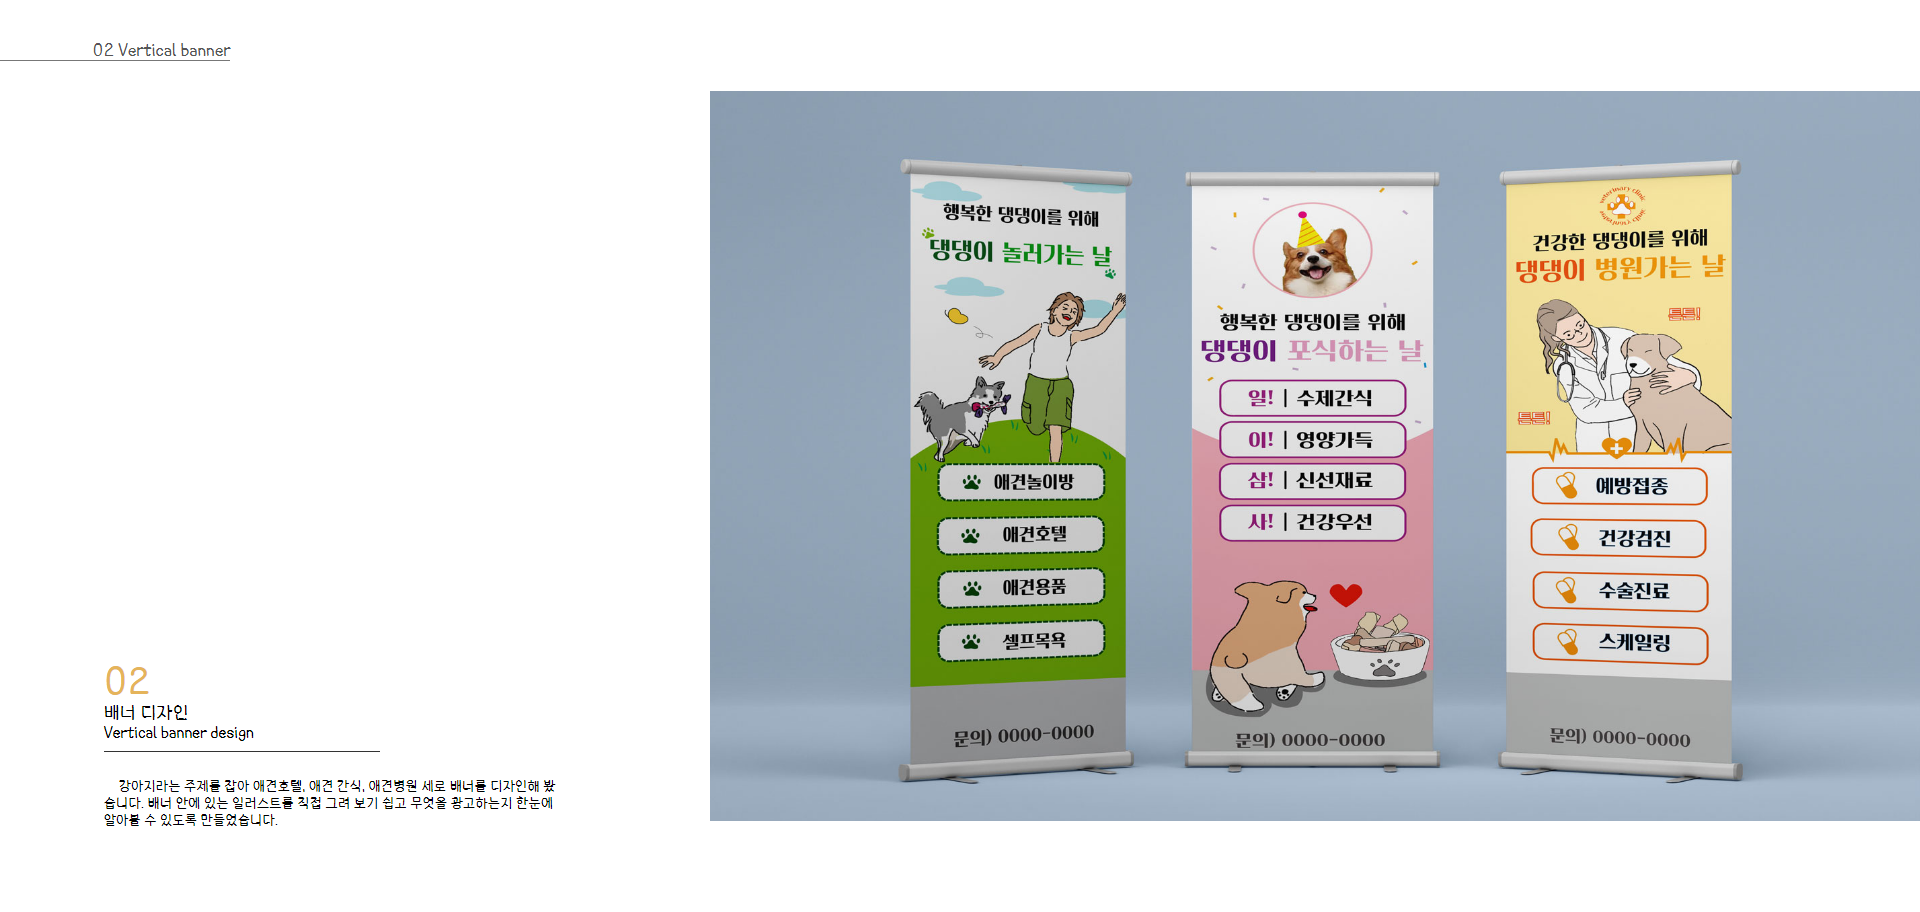 02 Vertical banner
02
배너 디자인
Vertical banner design
강아지라는 주제를 잡아 애견호텔, 애견 간식, 애견병원 세로 배너를 디자인해 봤
습니다. 배너 안에 있는 일러스트를 직접 그려 보기 쉽고 무엇을 광고하는지 한눈에
알아볼 수 있도록 만들었습니다.
행복한 댕댕이를 위해
댕댕이 놀러가는 날
애견놀이방
애견호텔
애견용품
셀프목욕
문의) 0000-0000
행복한 댕댕이를 위해
댕댕이 포식하는 날
일! | 수제간식
이! | 영양가득
삼! | 신선재료
사! | 건강우선
문의) 0000-0000
veterinary clinic
veterinary clinic
건강한 댕댕이를 위해
댕댕이 병원가는 날
튼튼!
튼튼!
예방접종
건강검진
수술진료
스케일링
문의) 0000-0000